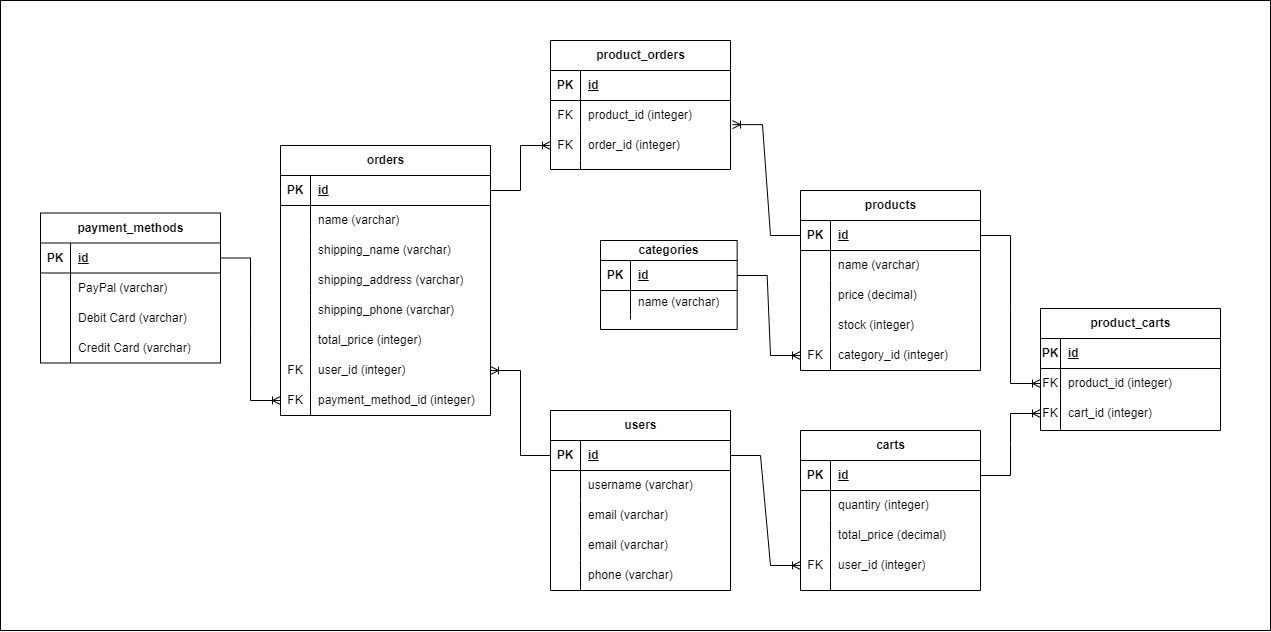 product_orders
PK id
FK product_id (integer)
FK order_id (integer)
orders
PK id
name (varchar)
shipping_name (varchar)
shipping_address (varchar)
shipping_phone (varchar)
total_price (integer)
FK user_id (integer)
FK payment_method_id (integer)
payment_methods
PK id
PayPal (varchar)
Debit Card (varchar)
Credit Card (varchar)
categories
PK id
name (varchar)
products
PK id
name (varchar)
price (decimal)
stock (integer)
FK category_id (integer)
product_carts
PK id
FK product_id (integer)
FK cart_id (integer)
users
PK id
username (varchar)
email (varchar)
email (varchar)
phone (varchar)
carts
PK id
quantiry (integer)
total_price (decimal)
FK user_id (integer)